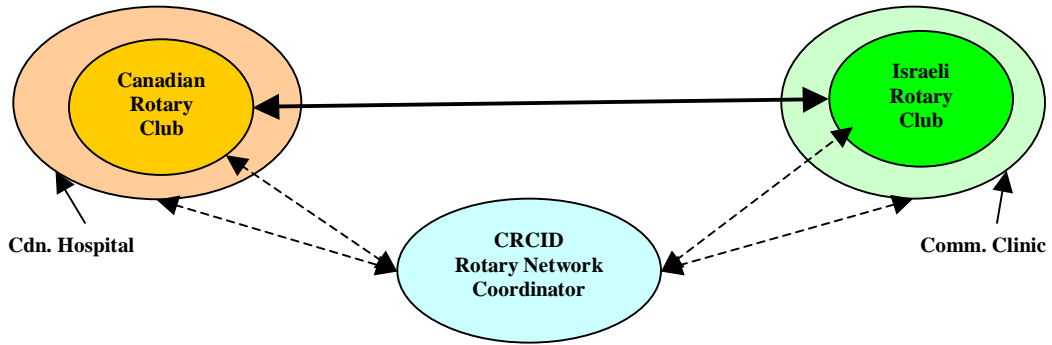 Canadian
Rotary
Club
Israeli
Rotary
Club
Cdn. Hospital
CRCID
Rotary Network
Coordinator
Comm. Clinic